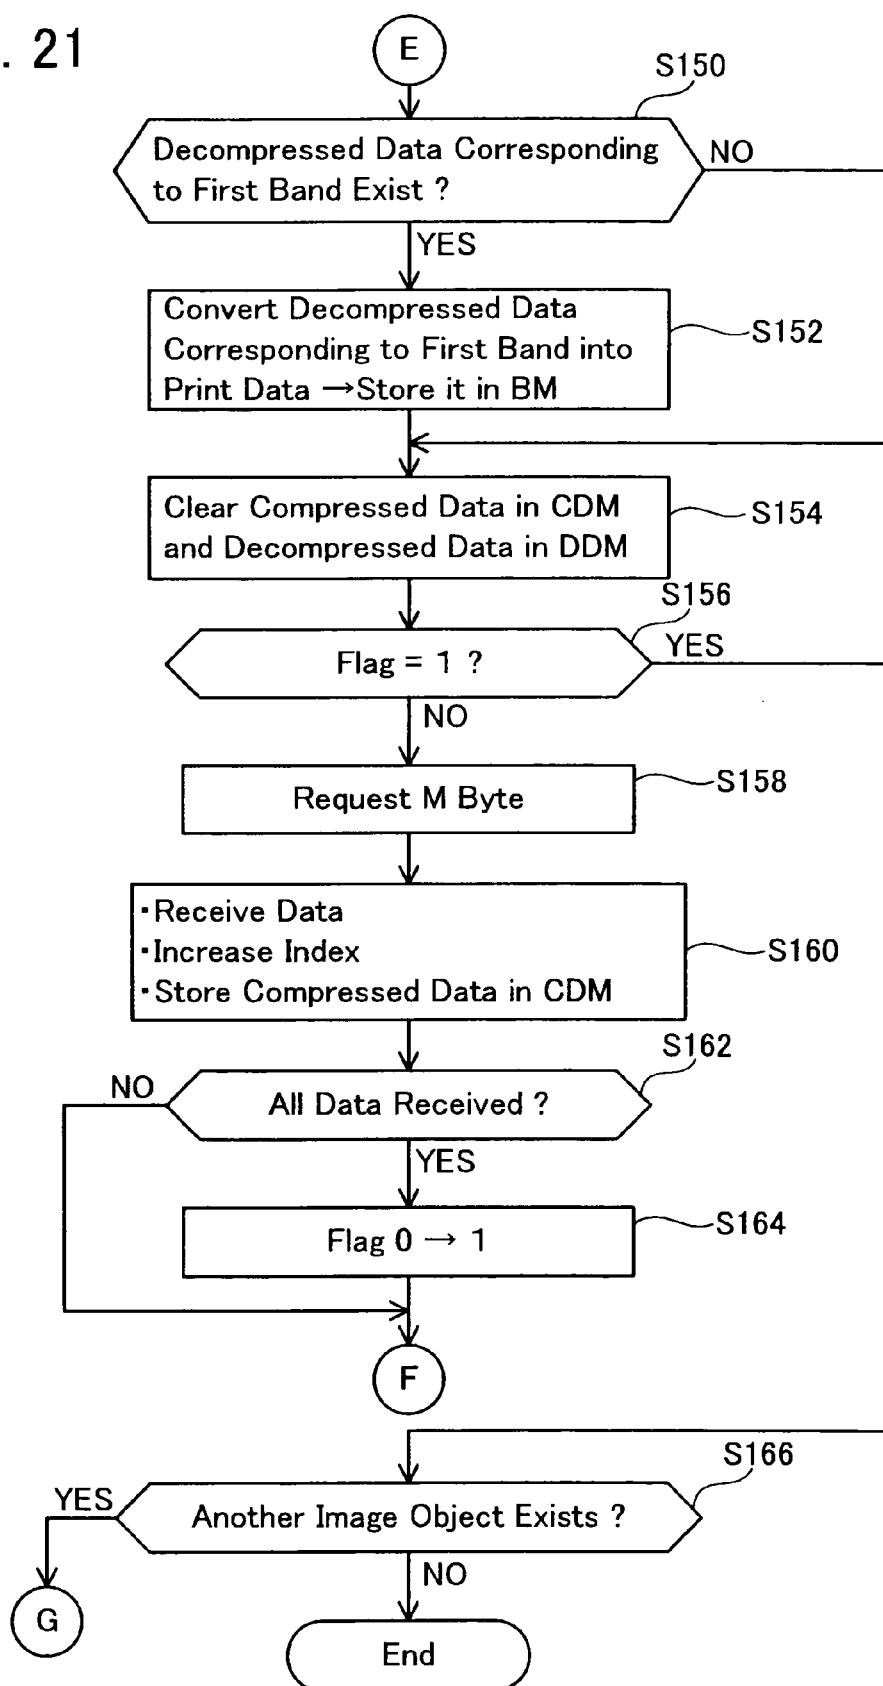 . 21
E
S150
Decompressed Data Corresponding
to First Band Exist ?
NO
YES
Convert Decompressed Data
Corresponding to First Band into
Print Data →Store it in BM
S152
Clear Compressed Data in CDM
and Decompressed Data in DDM
S154
S156
Flag = 1 ?
YES
NO
Request M Byte
S158
・Receive Data
・Increase Index
・Store Compressed Data in CDM
S160
S162
NO
All Data Received ?
YES
Flag 0 → 1
S164
F
S166
YES
Another Image Object Exists ?
NO
G
End